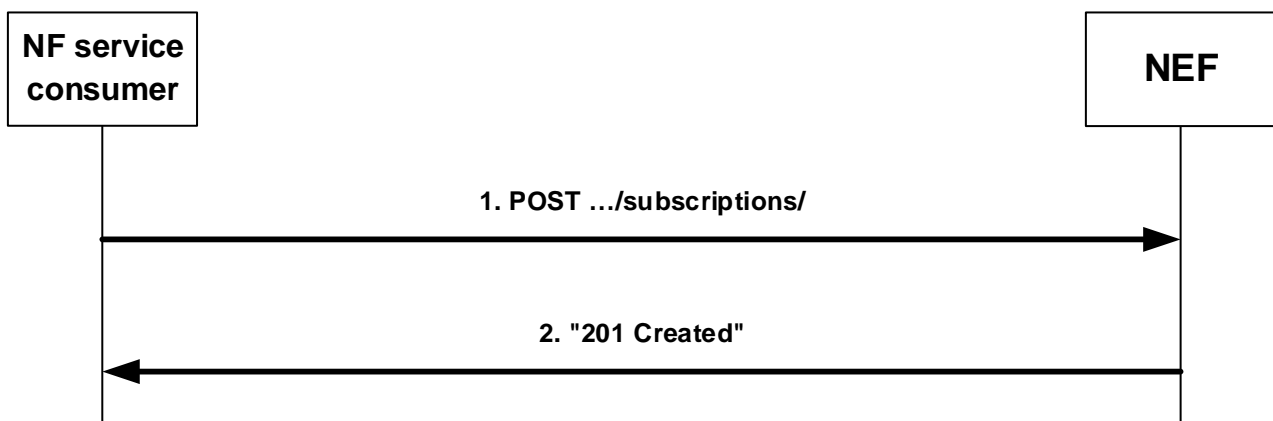 NF service
consumer
NEF
1. POST …/subscriptions/
2. "201 Created"